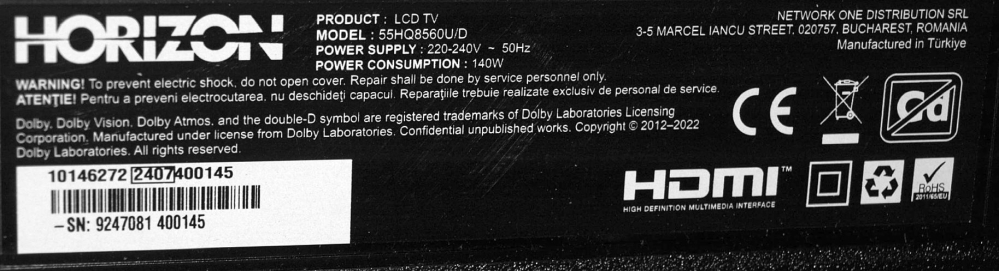 HORIZON
PRODUCT : LCD TV
MODEL : 55HQ8560U/D
POWER SUPPLY : 220-240V ~ 50Hz
POWER CONSUMPTION : 140W
NETWORK ONE DISTRIBUTION SRL
3-5 MARCEL IANCU STREET. 020757, BUCHAREST, ROMANIA
Manufactured in Türkiye
WARNING! To prevent electric shock, do not open cover. Repair shall be done by service personnel only.
ATENŢIE! Pentru a preveni electrocutarea, nu deschideţi capacul. Reparaţiile trebuie realizate exclusiv de personal de service.
Dolby, Dolby Vision, Dolby Atmos, and the double-D symbol are registered trademarks of Dolby Laboratories Licensing
Corporation. Manufactured under license from Dolby Laboratories. Confidential unpublished works. Copyright © 2012–2022
Dolby Laboratories. All rights reserved.
CE
Cd
10146272 2407400145
–SN: 9247081 400145
HDMI™
HIGH DEFINITION MULTIMEDIA INTERFACE
RoHS
2011/65/EU